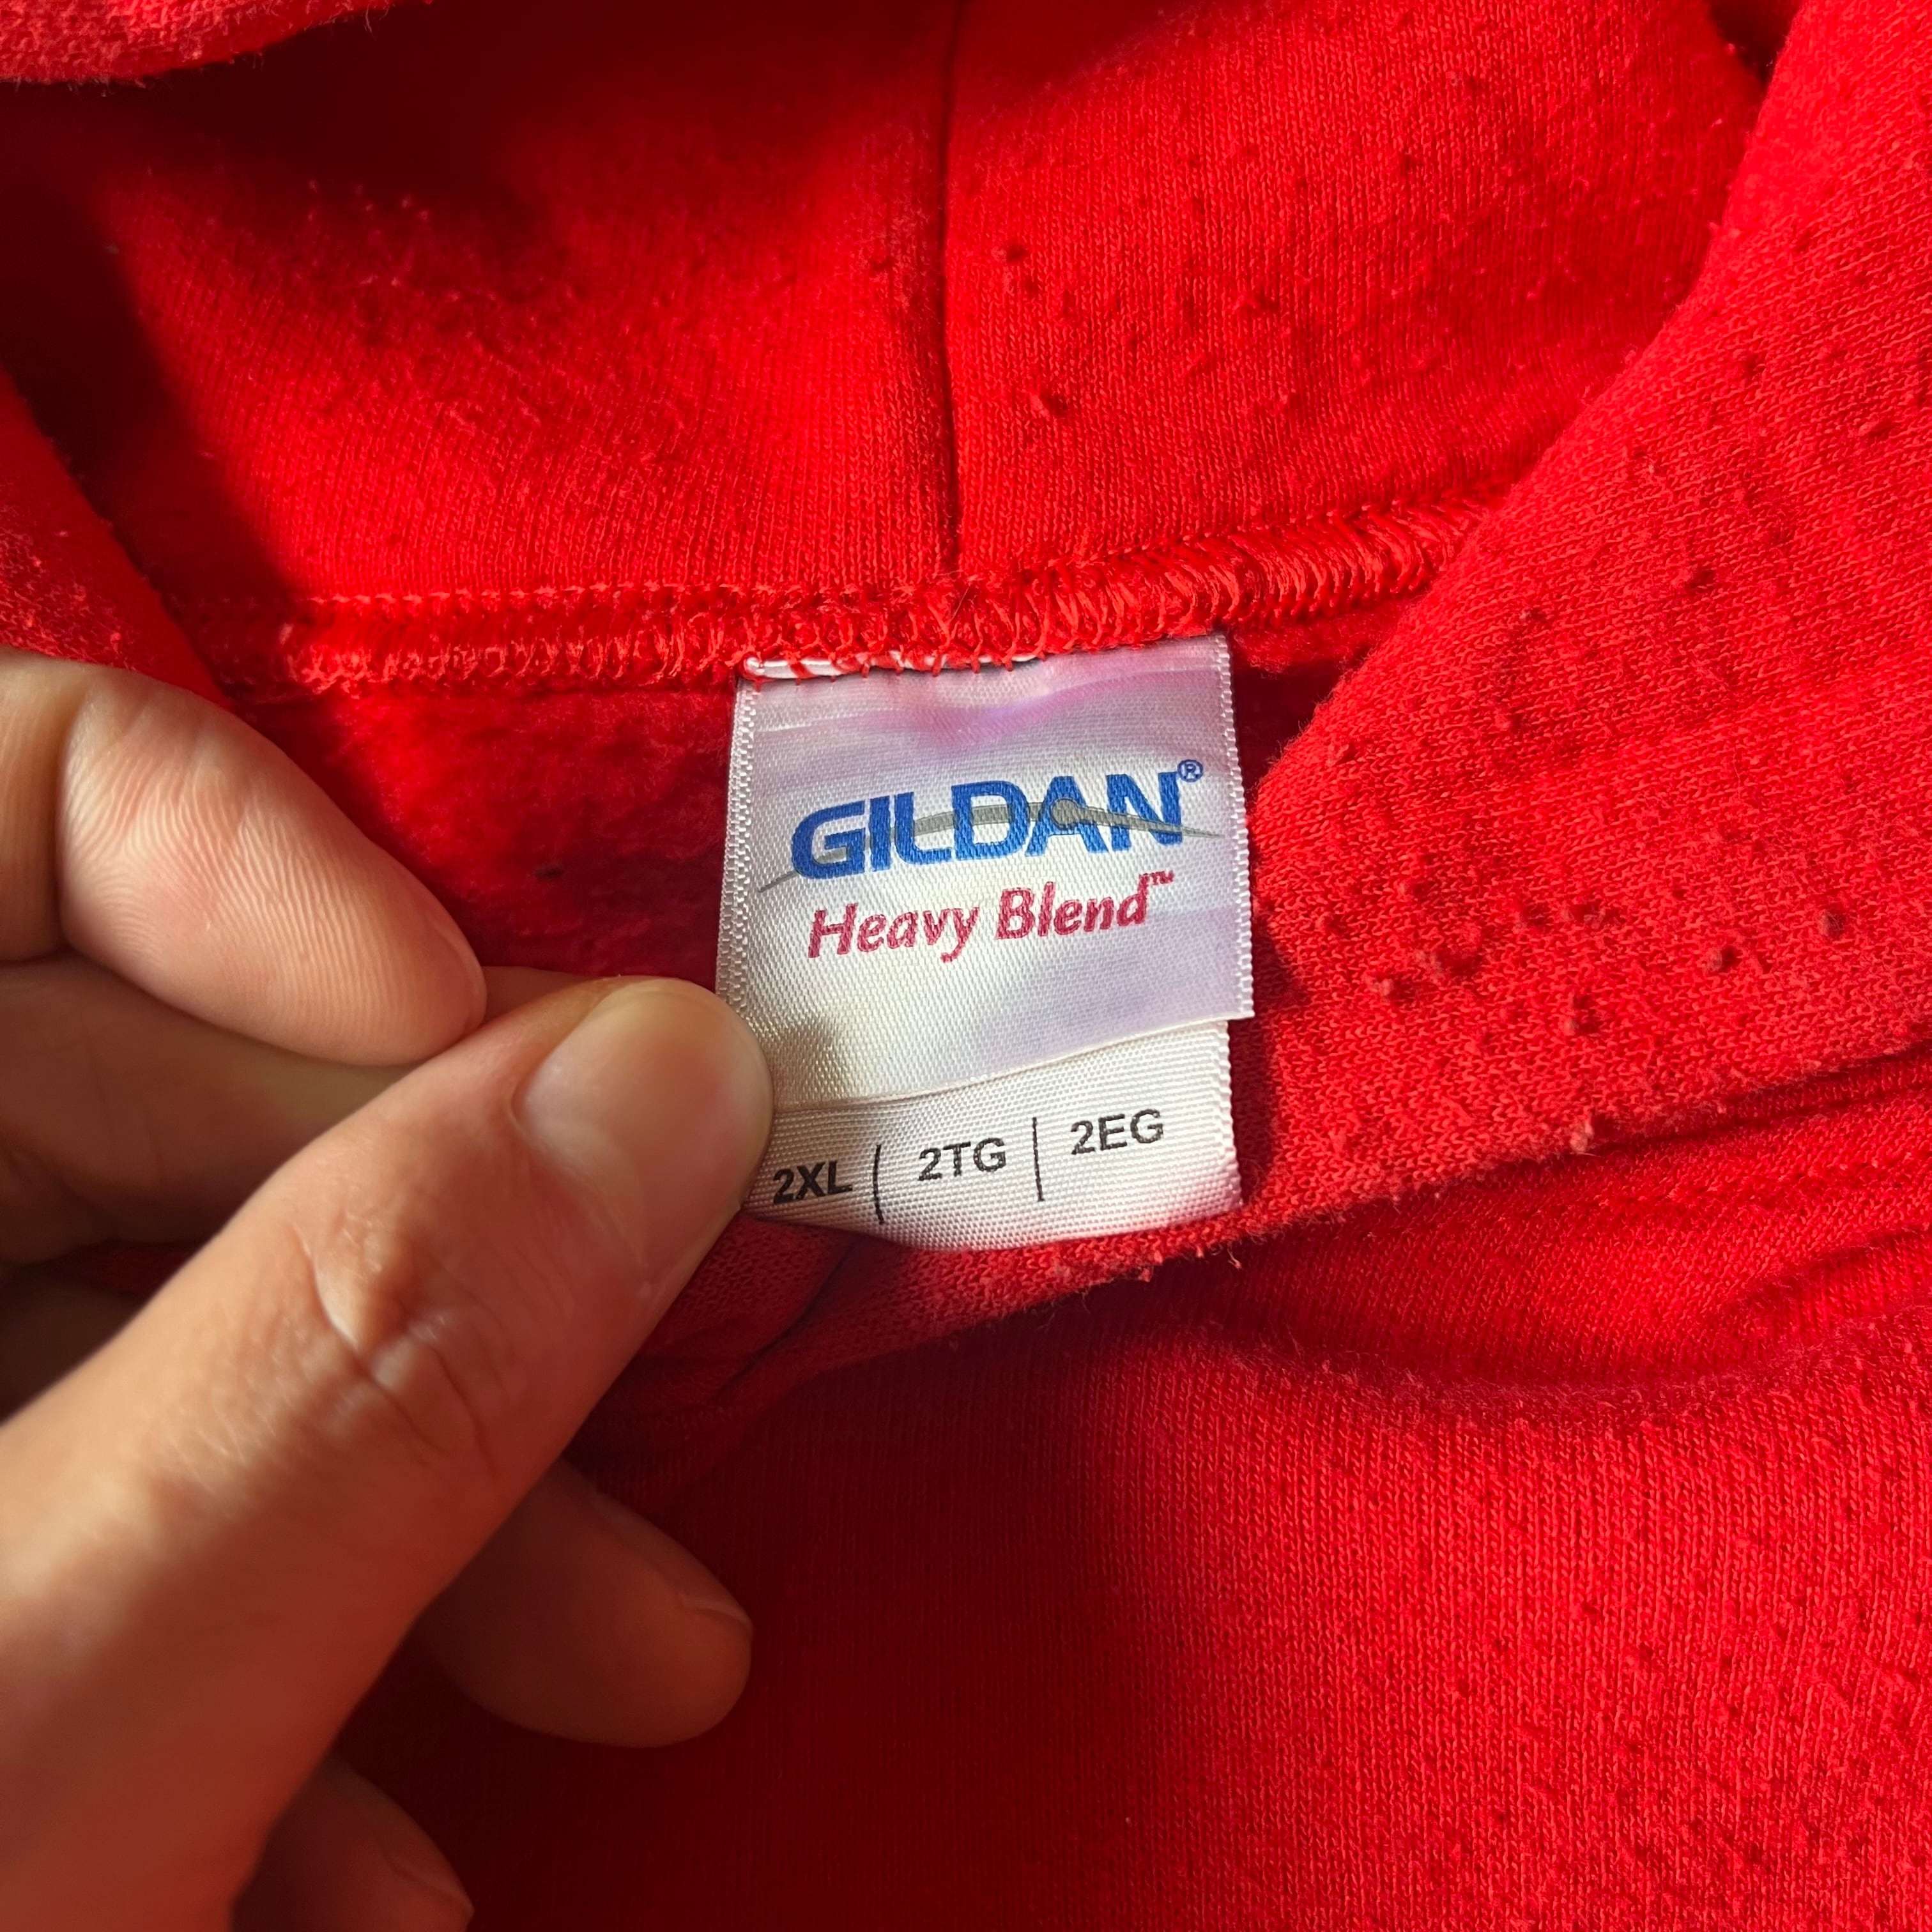 GILDAN®
Heavy Blend™
2XL | 2TG | 2EG